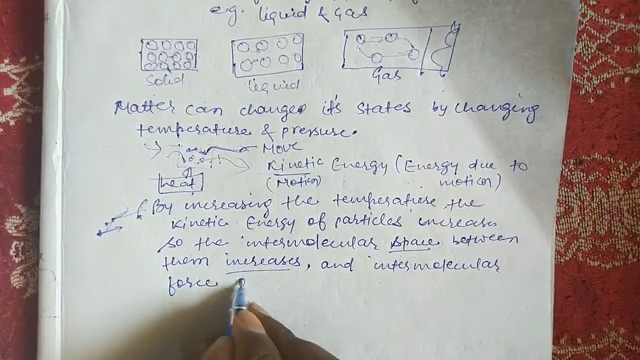 e.g. liquid & Gas
Solid
liquid
Gas
Matter can change it's states by changing
temperature & pressure.
Move
heat
Kinetic Energy (Energy due to
(Motion)
motion)
By increasing the temperature the
Kinetic Energy of particles increases
so the intermolecular space between
them increases, and intermolecular
force